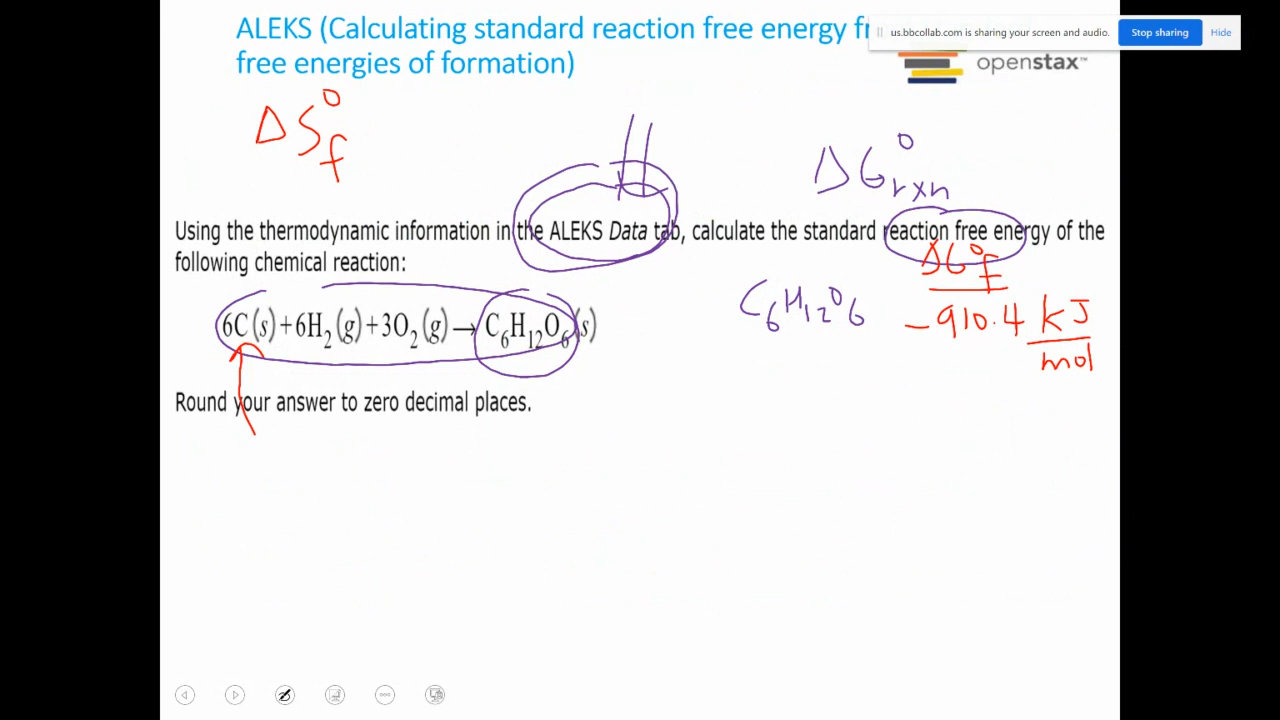 ALEKS (Calculating standard reaction free energy fr
us.bbcollab.com is sharing your screen and audio. Stop sharing Hide
free energies of formation)
openstax™
ΔS°f
ΔG°rxn
Using the thermodynamic information in the ALEKS Data tab, calculate the standard reaction free energy of the
following chemical reaction:
ΔG°f
C6H12O6 -910.4 kJ/mol
6C(s)+6H₂(g)+3O₂(g)→C₆H₁₂O₆(s)
Round your answer to zero decimal places.